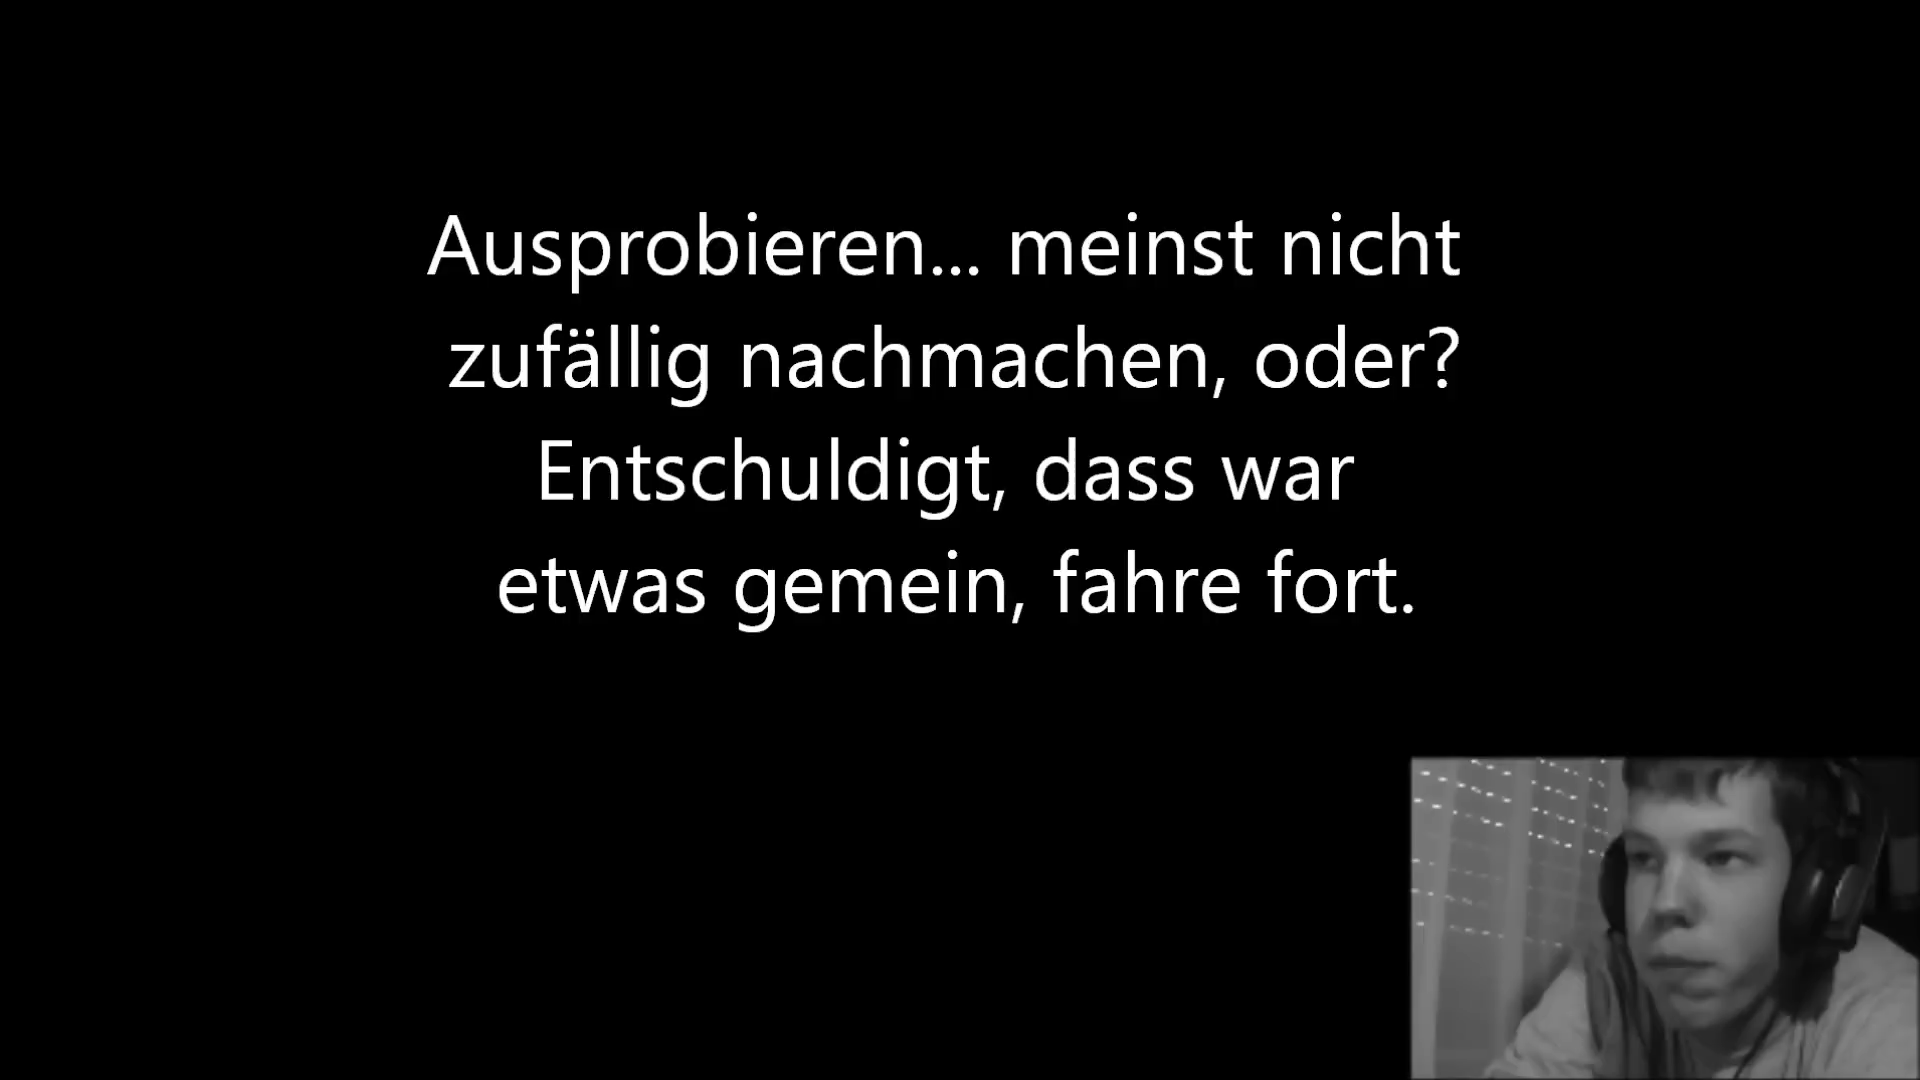 Ausprobieren... meinst nicht
zufällig nachmachen, oder?
Entschuldigt, dass war
etwas gemein, fahre fort.